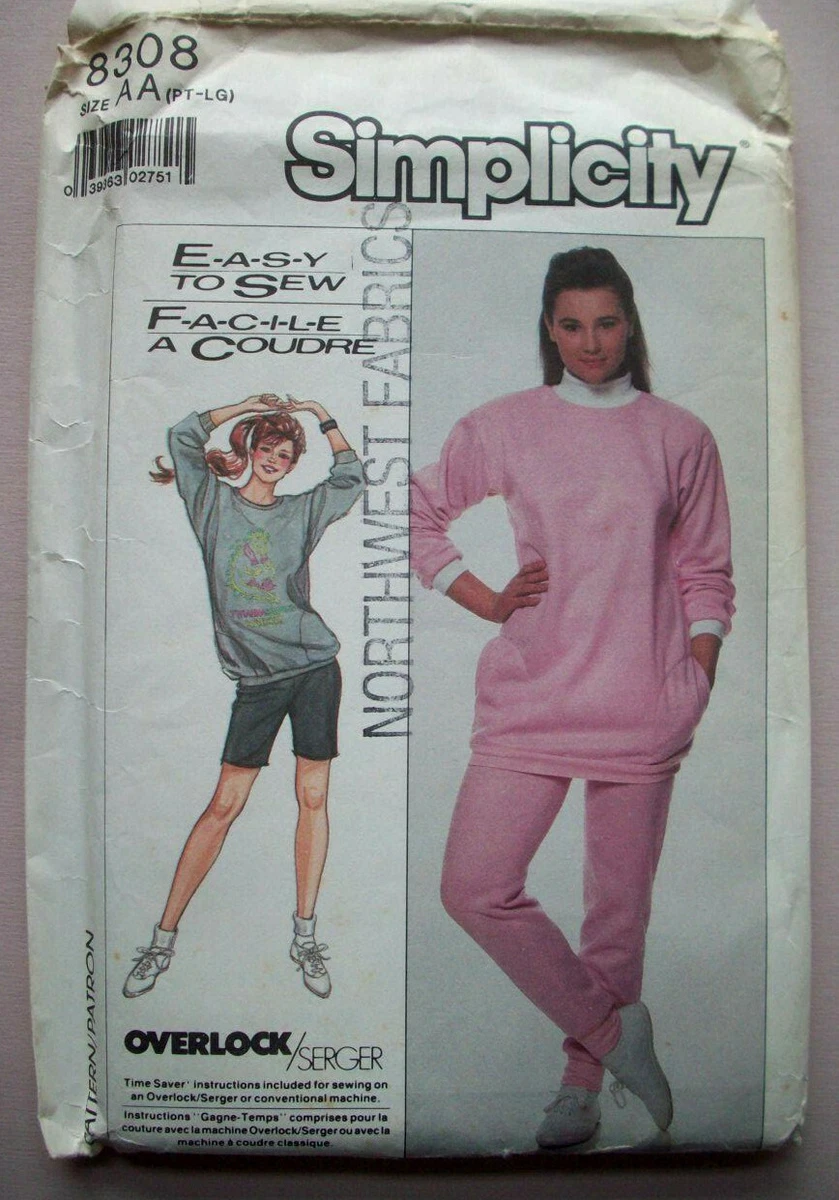 8308
SIZE AA (PT-LG)
0 39363 02751
Simplicity®
E-A-S-Y
TO SEW
F-A-C-I-L-E
A COUDRE
NORTHWEST FABRICS
PATTERN/PATRON
OVERLOCK/SERGER
Time Saver' instructions included for sewing on
an Overlock/Serger or conventional machine.
Instructions "Gagne-Temps" comprises pour la
couture avec la machine Overlock/Serger ou avec la
machine à coudre classique.